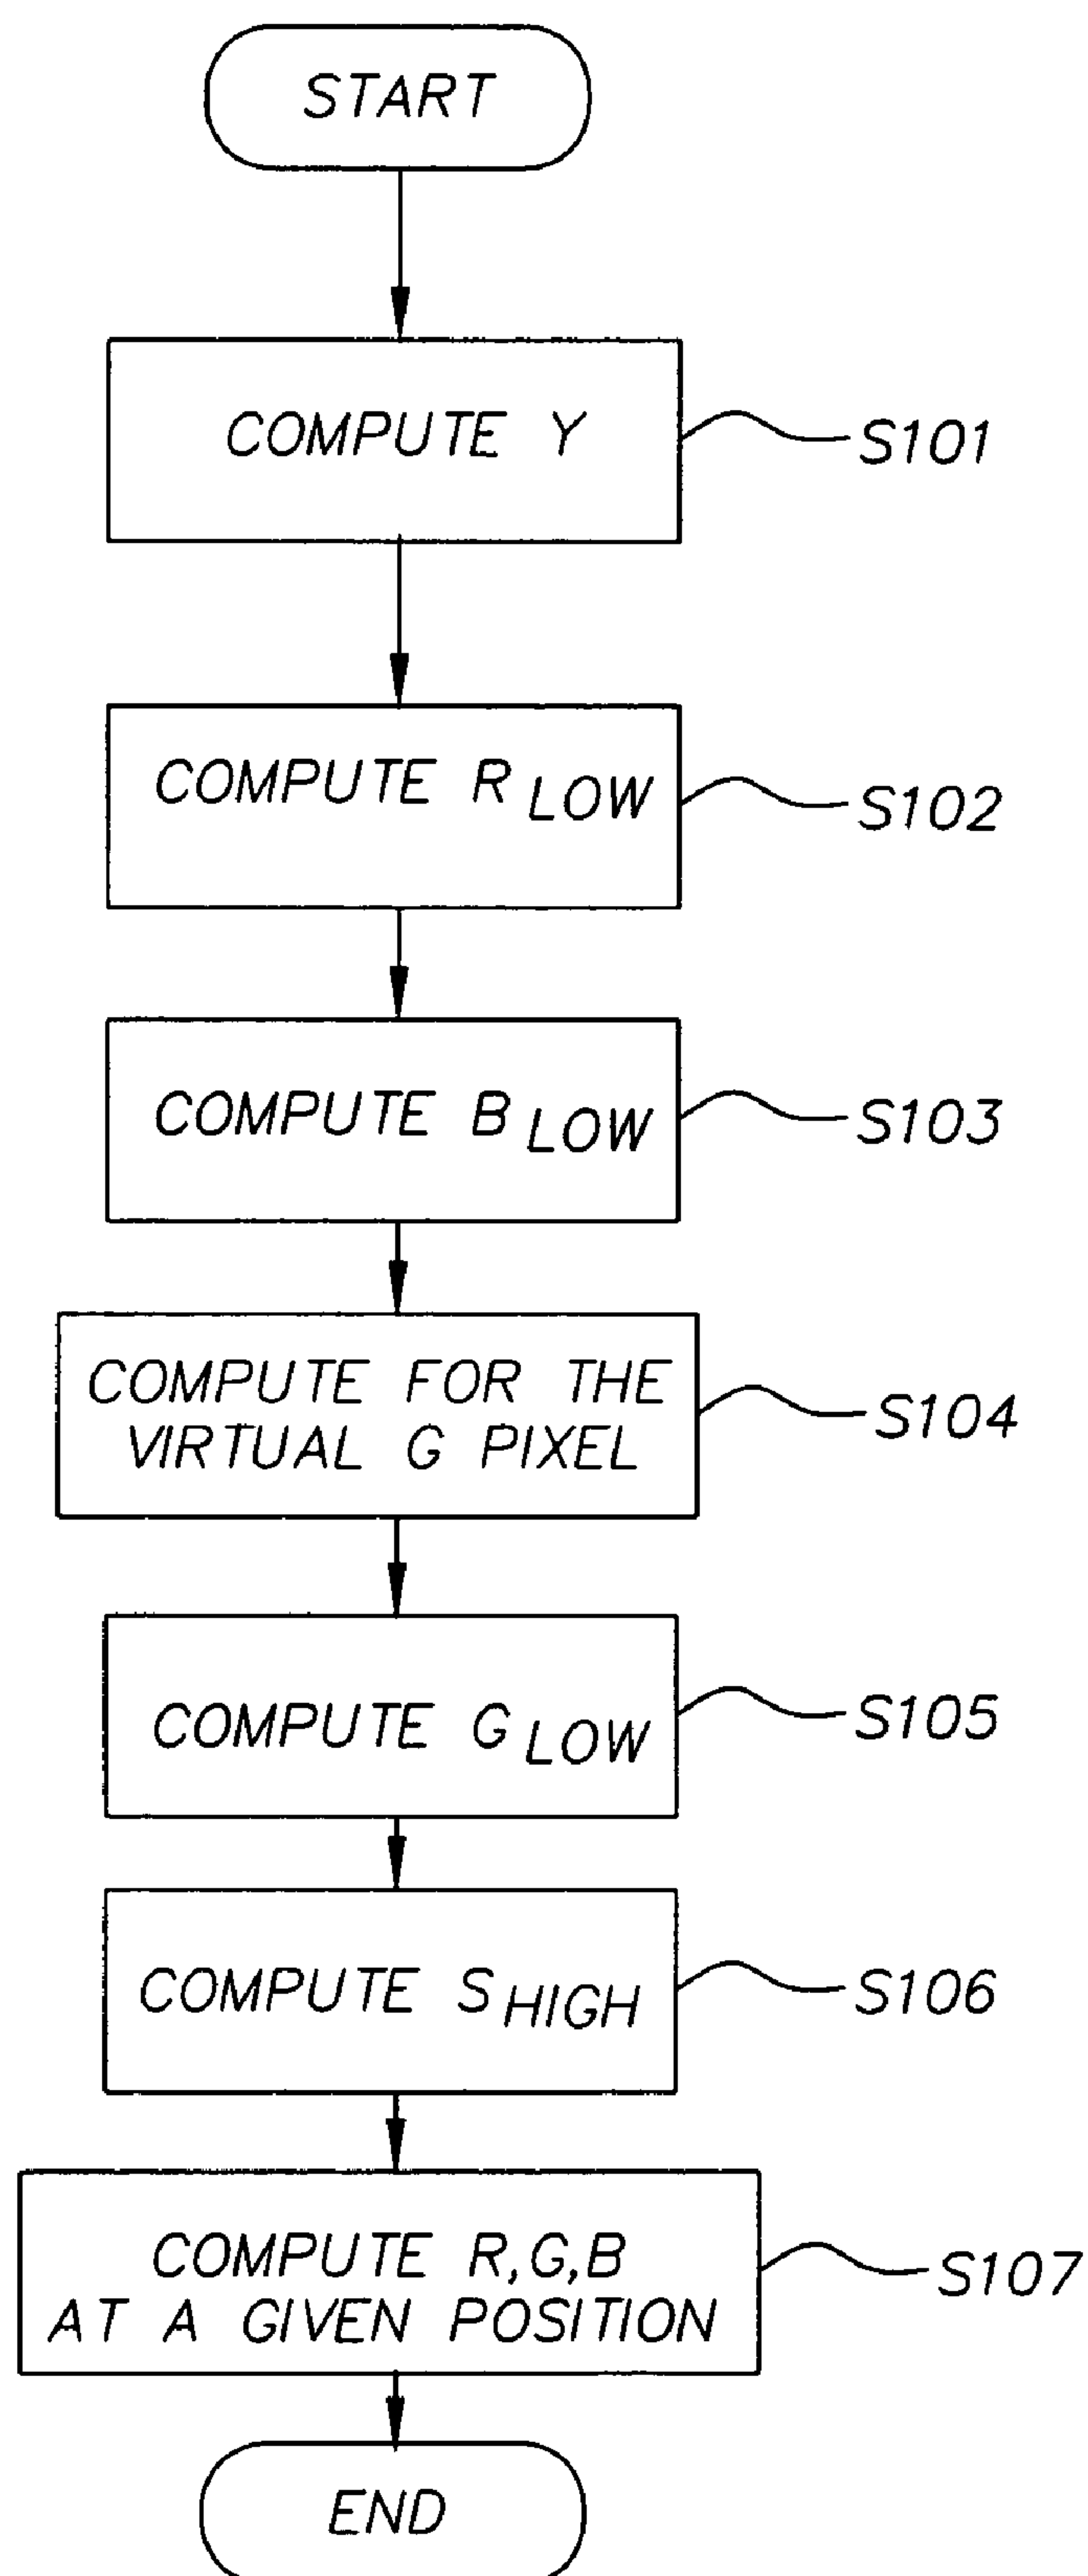 START
COMPUTE Y
S101
COMPUTE R LOW
S102
COMPUTE B LOW
S103
COMPUTE FOR THE
VIRTUAL G PIXEL
S104
COMPUTE G LOW
S105
COMPUTE S HIGH
S106
COMPUTE R,G,B
AT A GIVEN POSITION
S107
END